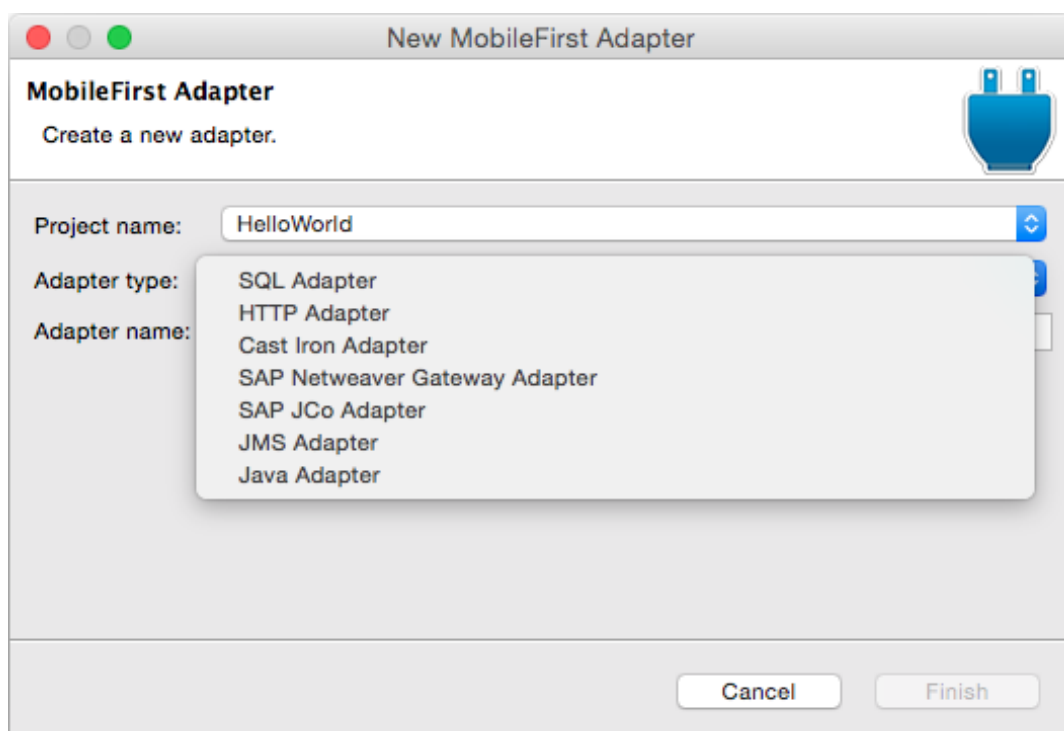 New MobileFirst Adapter
MobileFirst Adapter
Create a new adapter.
Project name: HelloWorld
Adapter type:
SQL Adapter
HTTP Adapter
Adapter name:
Cast Iron Adapter
SAP Netweaver Gateway Adapter
SAP JCo Adapter
JMS Adapter
Java Adapter
Cancel Finish